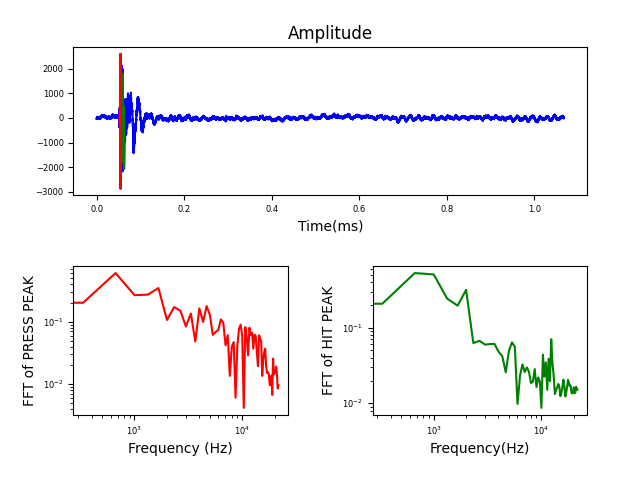 Amplitude
2000
1000
0
−1000
−2000
−3000
0.0 0.2 0.4 0.6 0.8 1.0
Time(ms)
FFT of PRESS PEAK
10⁻¹
10⁻²
10³ 10⁴
Frequency (Hz)
FFT of HIT PEAK
10⁻¹
10⁻²
10³ 10⁴
Frequency(Hz)